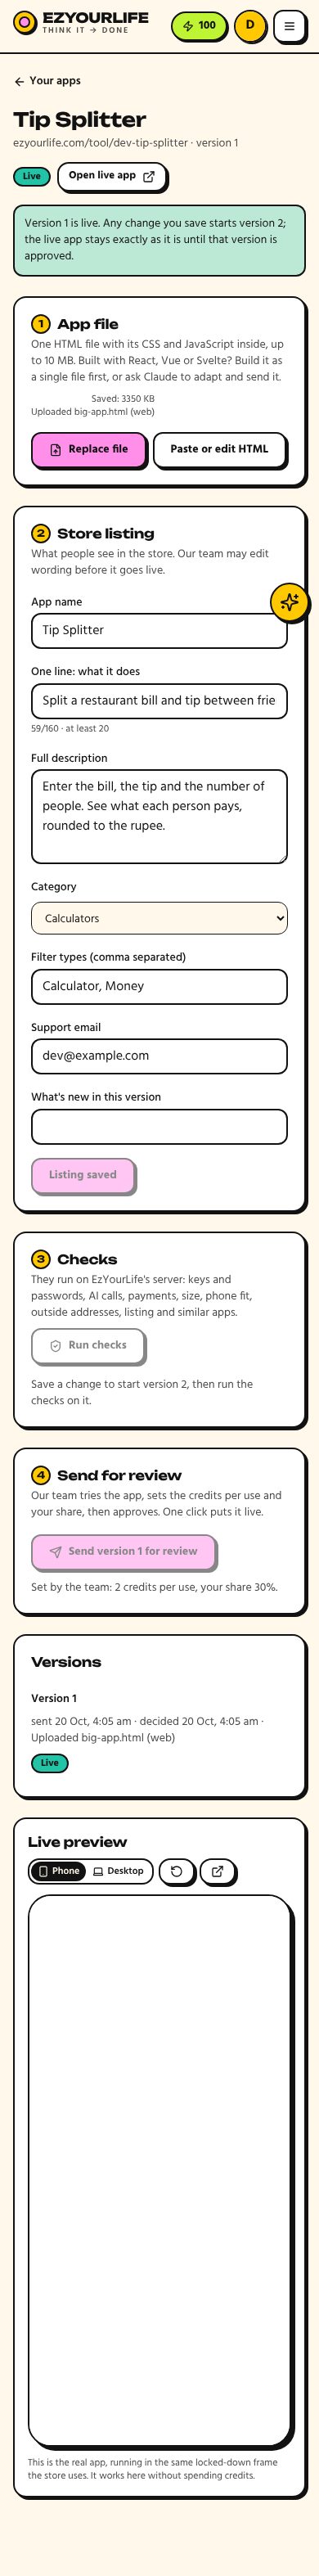 EZYOURLIFE
THINK IT → DONE
100
D
← Your apps
Tip Splitter
ezyourlife.com/tool/dev-tip-splitter · version 1
Live
Open live app
Version 1 is live. Any change you save starts version 2;
the live app stays exactly as it is until that version is
approved.
1 App file
One HTML file with its CSS and JavaScript inside, up
to 10 MB. Built with React, Vue or Svelte? Build it as
a single file first, or ask Claude to adapt and send it.
Saved: 3350 KB
Uploaded big-app.html (web)
Replace file
Paste or edit HTML
2 Store listing
What people see in the store. Our team may edit
wording before it goes live.
App name
Tip Splitter
One line: what it does
Split a restaurant bill and tip between frie
59/160 · at least 20
Full description
Enter the bill, the tip and the number of
people. See what each person pays,
rounded to the rupee.
Category
Calculators
Filter types (comma separated)
Calculator, Money
Support email
dev@example.com
What's new in this version
Listing saved
3 Checks
They run on EzYourLife's server: keys and
passwords, AI calls, payments, size, phone fit,
outside addresses, listing and similar apps.
Run checks
Save a change to start version 2, then run the
checks on it.
4 Send for review
Our team tries the app, sets the credits per use and
your share, then approves. One click puts it live.
Send version 1 for review
Set by the team: 2 credits per use, your share 30%.
Versions
Version 1
sent 20 Oct, 4:05 am · decided 20 Oct, 4:05 am ·
Uploaded big-app.html (web)
Live
Live preview
Phone
Desktop
This is the real app, running in the same locked-down frame
the store uses. It works here without spending credits.